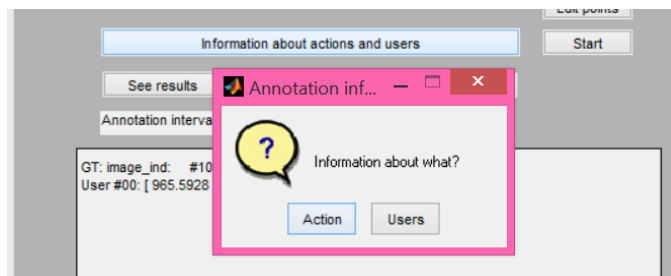 Edit points
Information about actions and users
Start
See results
Annotation inf...
Annotation interva
Information about what?
GT: image_ind: #10
User #00: [ 965.5928
Action
Users